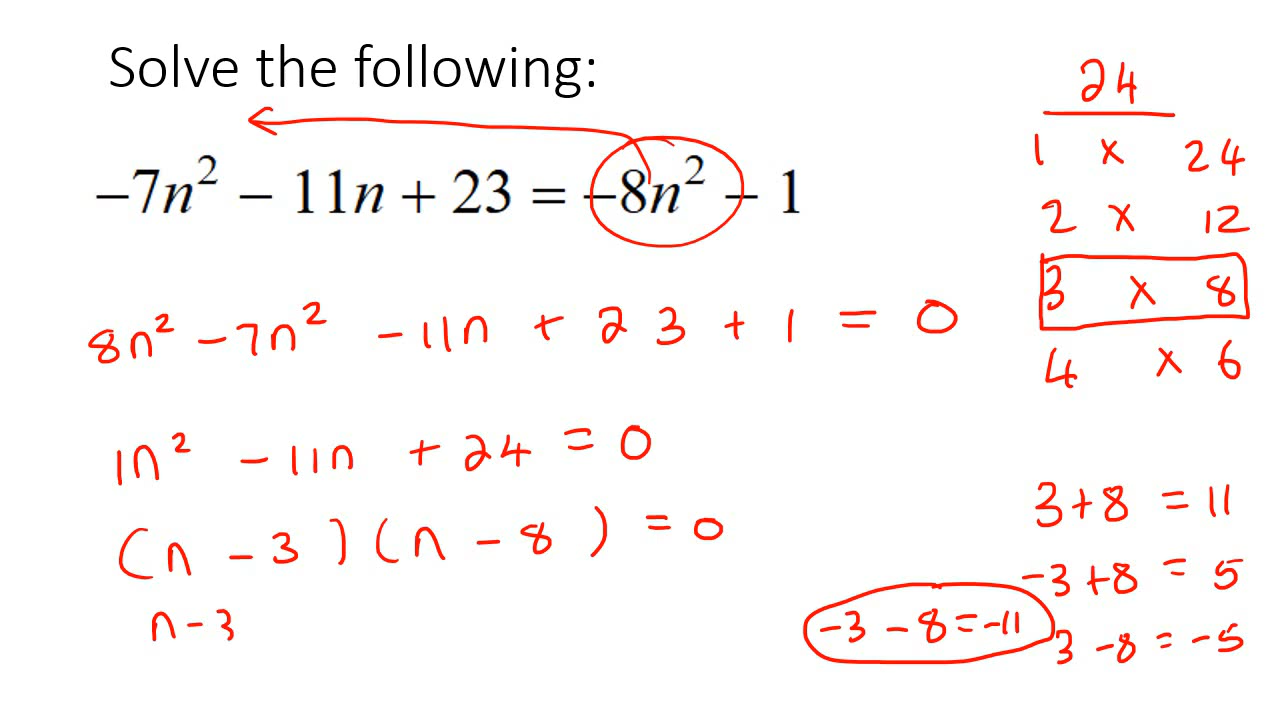 Solve the following:
−7n² − 11n + 23 = −8n² − 1
8n² − 7n² − 11n + 23 + 1 = 0
1n² − 11n + 24 = 0
(n − 3)(n − 8) = 0
n − 3
24
1 x 24
2 x 12
3 x 8
4 x 6
3 + 8 = 11
−3 + 8 = 5
−3 − 8 = −11
3 − 8 = −5